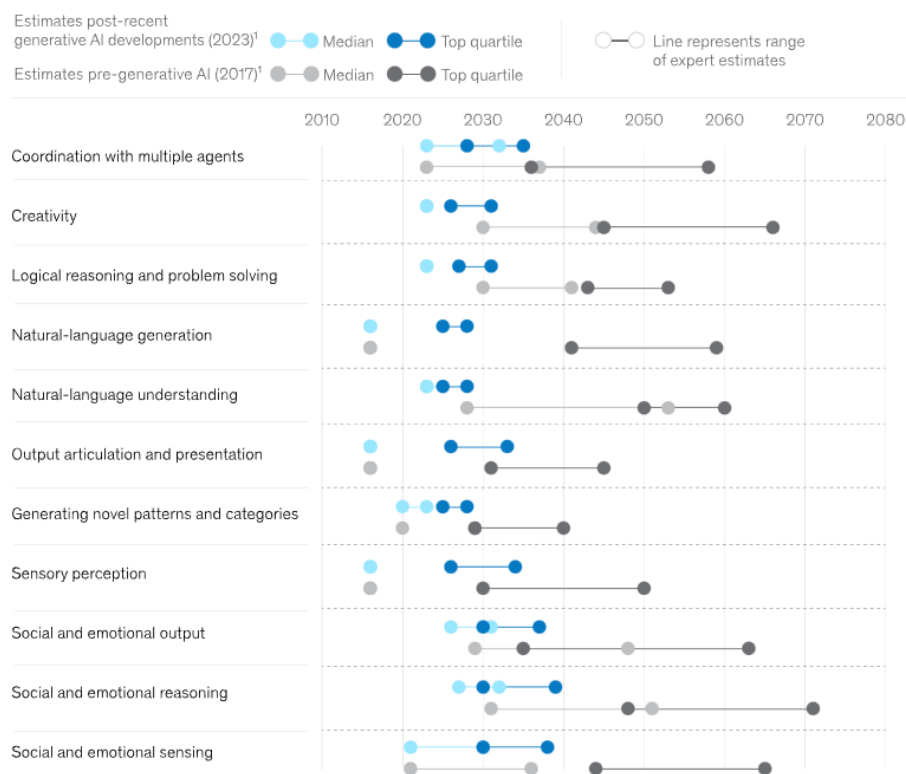 Estimates post-recent
generative AI developments (2023)¹ Median Top quartile
Line represents range
of expert estimates
Estimates pre-generative AI (2017)¹ Median Top quartile
2010 2020 2030 2040 2050 2060 2070 2080
Coordination with multiple agents
Creativity
Logical reasoning and problem solving
Natural-language generation
Natural-language understanding
Output articulation and presentation
Generating novel patterns and categories
Sensory perception
Social and emotional output
Social and emotional reasoning
Social and emotional sensing